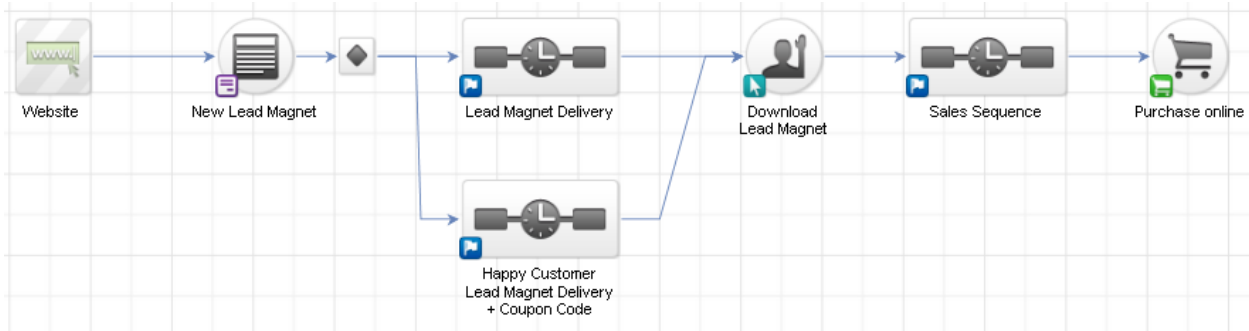 www.
Website
New Lead Magnet
Lead Magnet Delivery
Download
Lead Magnet
Sales Sequence
Purchase online
Happy Customer
Lead Magnet Delivery
+ Coupon Code